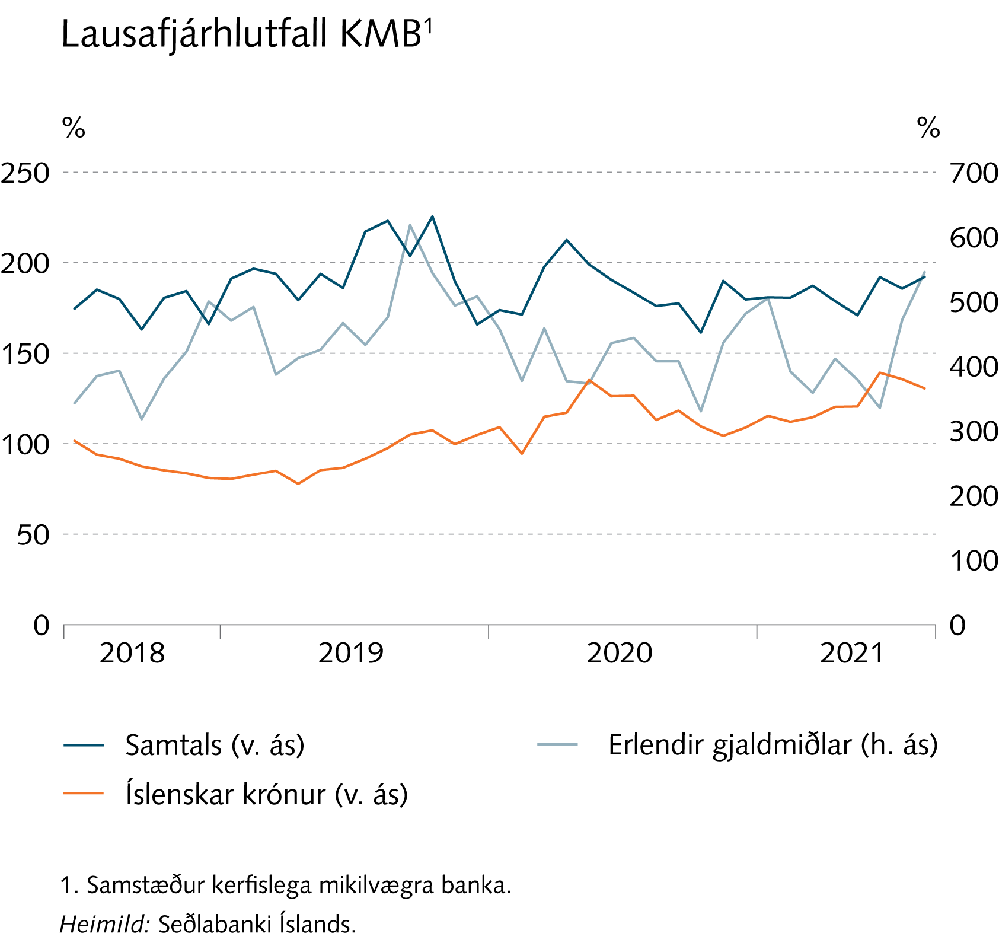 Lausafjárhlutfall KMB¹
% %
250 700
600
200
500
150
400
100 300
200
50
100
0 0
2018 2019 2020 2021
Samtals (v. ás) Erlendir gjaldmiðlar (h. ás)
Íslenskar krónur (v. ás)
1. Samstæður kerfislega mikilvægra banka.
Heimild: Seðlabanki Íslands.